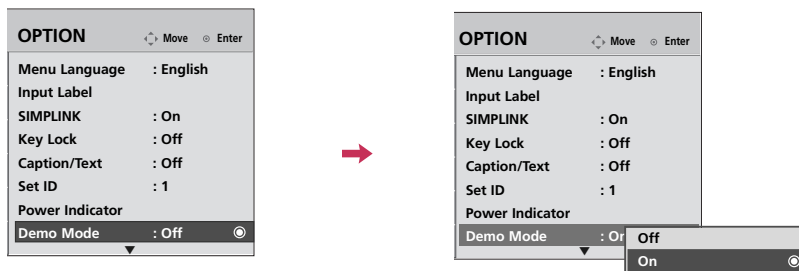 OPTION Move Enter
Menu Language : English
Input Label
SIMPLINK : On
Key Lock : Off
Caption/Text : Off
Set ID : 1
Power Indicator
Demo Mode : Off
OPTION Move Enter
Menu Language : English
Input Label
SIMPLINK : On
Key Lock : Off
Caption/Text : Off
Set ID : 1
Power Indicator
Demo Mode : On
Off
On